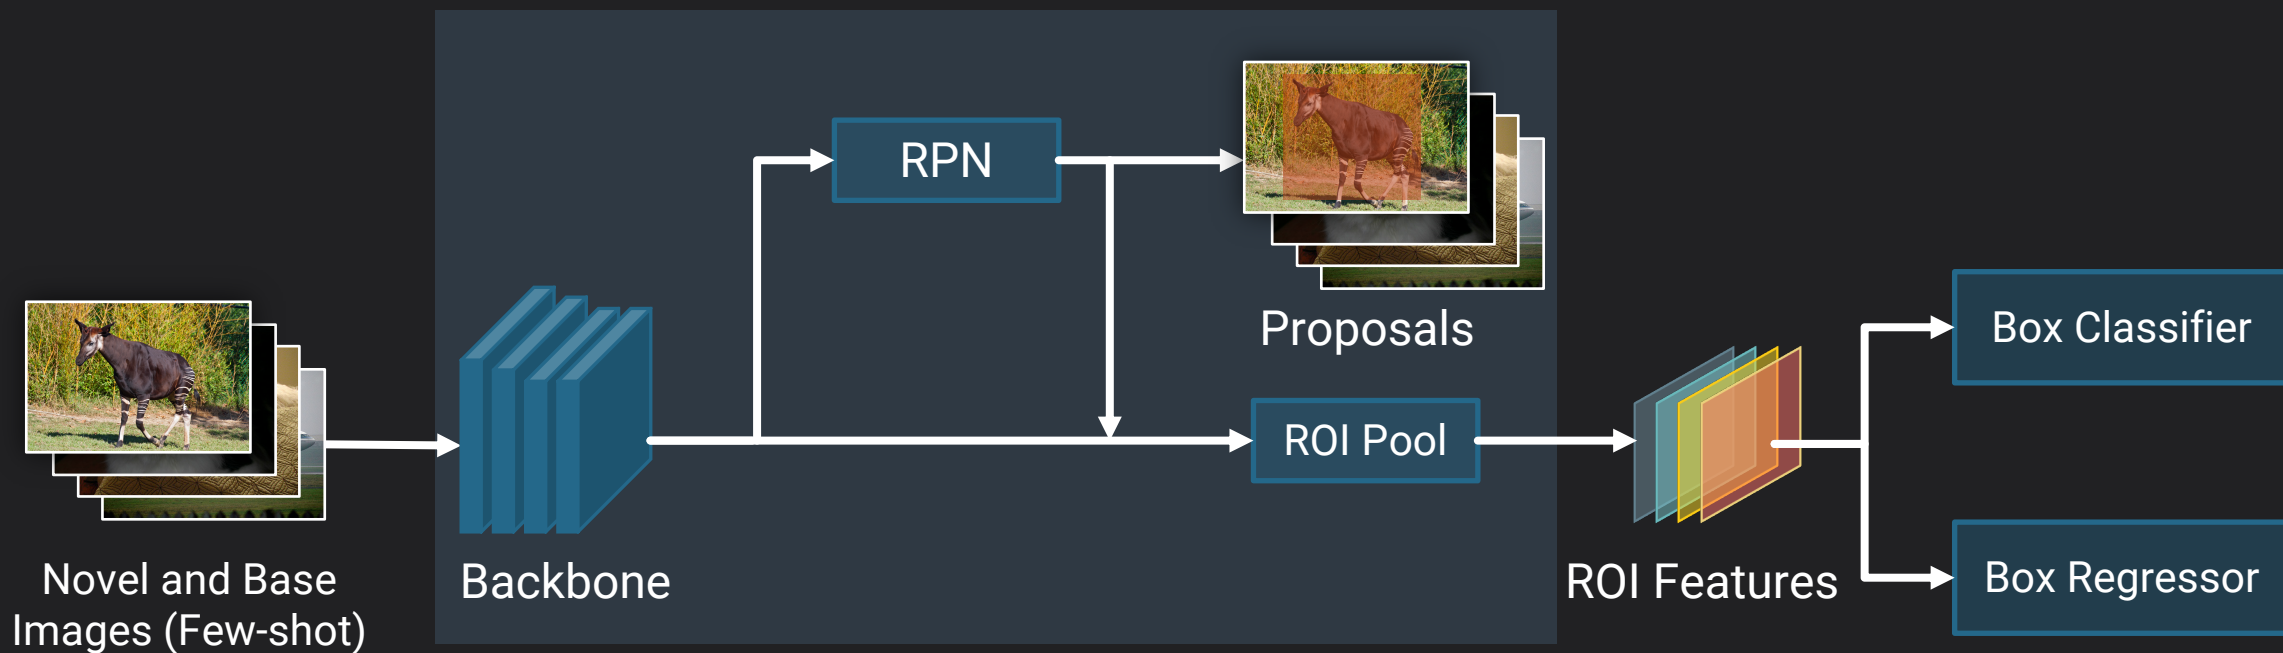 RPN
Proposals
Box Classifier
ROI Pool
Novel and Base
Images (Few-shot)
Backbone
ROI Features
Box Regressor